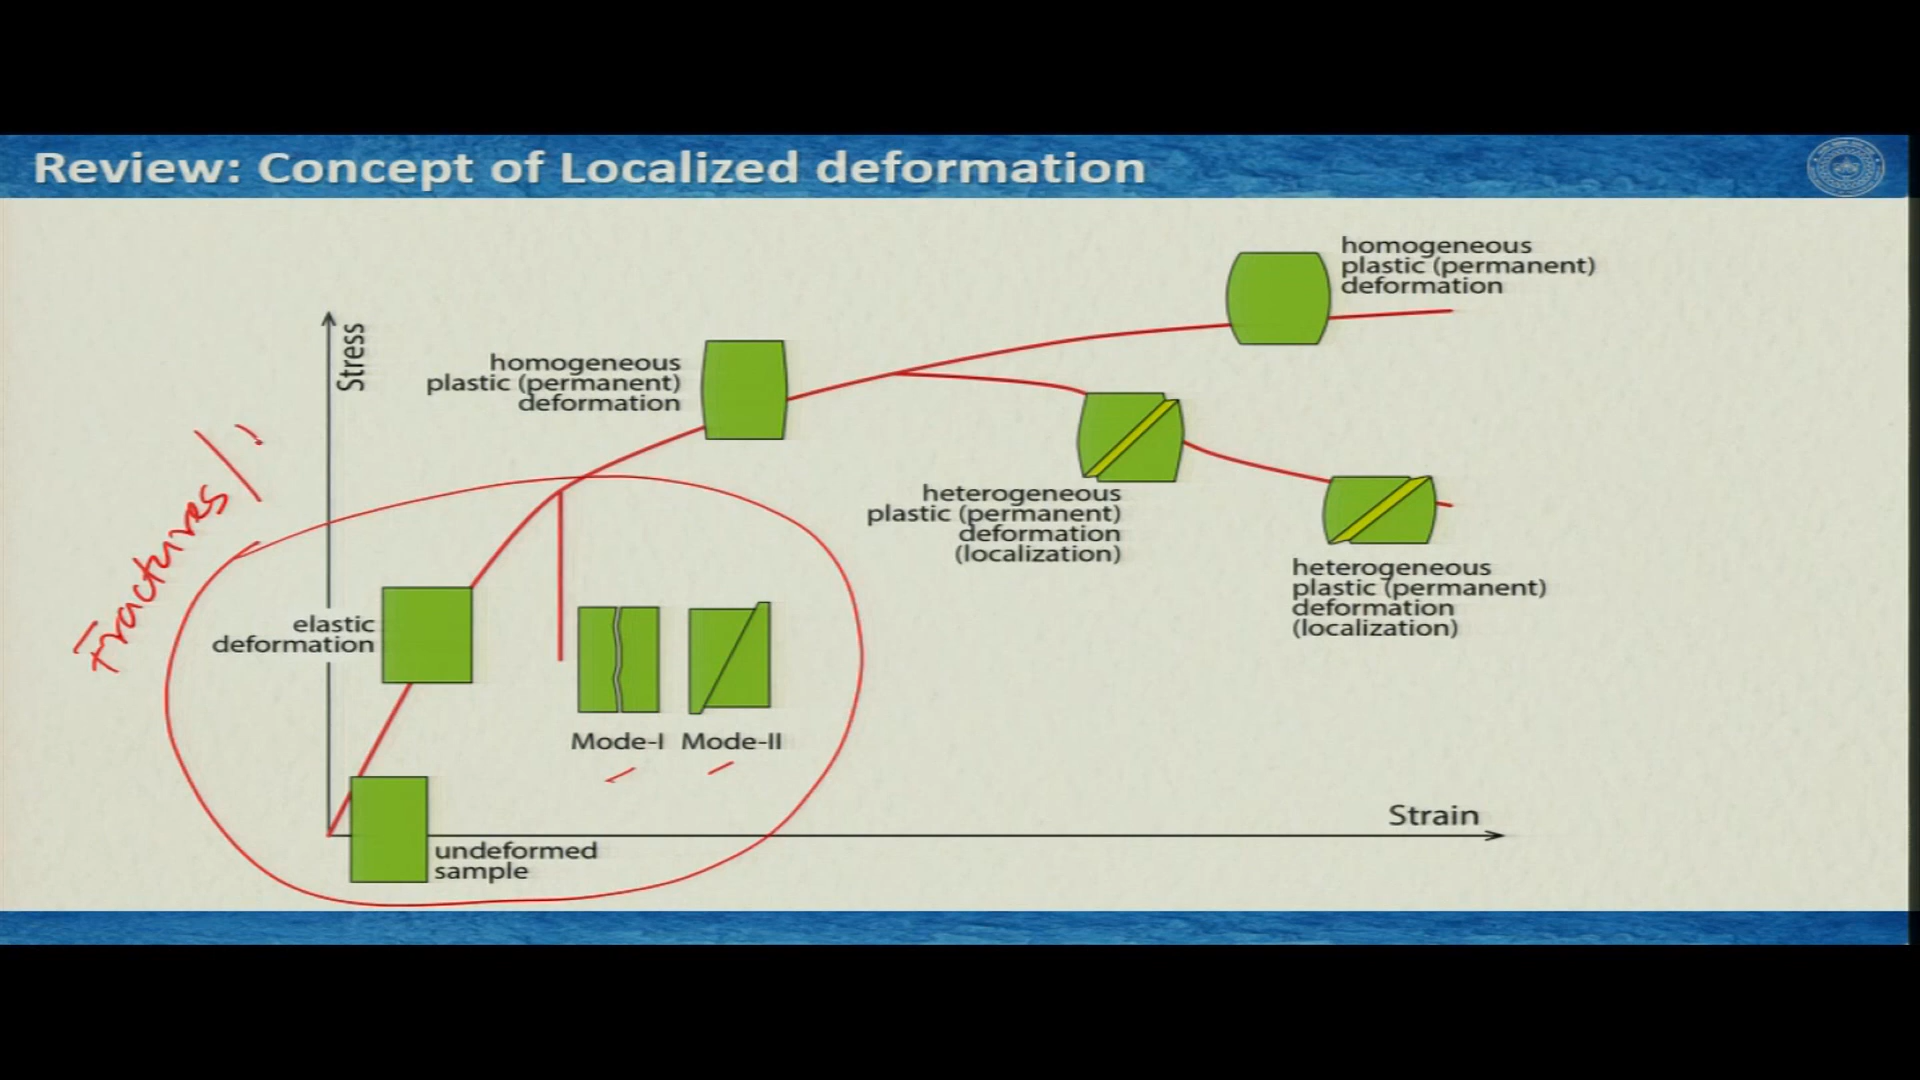 Review: Concept of Localized deformation
homogeneous
plastic (permanent)
deformation
Stress
homogeneous
plastic (permanent)
deformation
Fractures/
heterogeneous
plastic (permanent)
deformation
(localization)
heterogeneous
plastic (permanent)
deformation
(localization)
elastic
deformation
Mode-I Mode-II
Strain
undeformed
sample